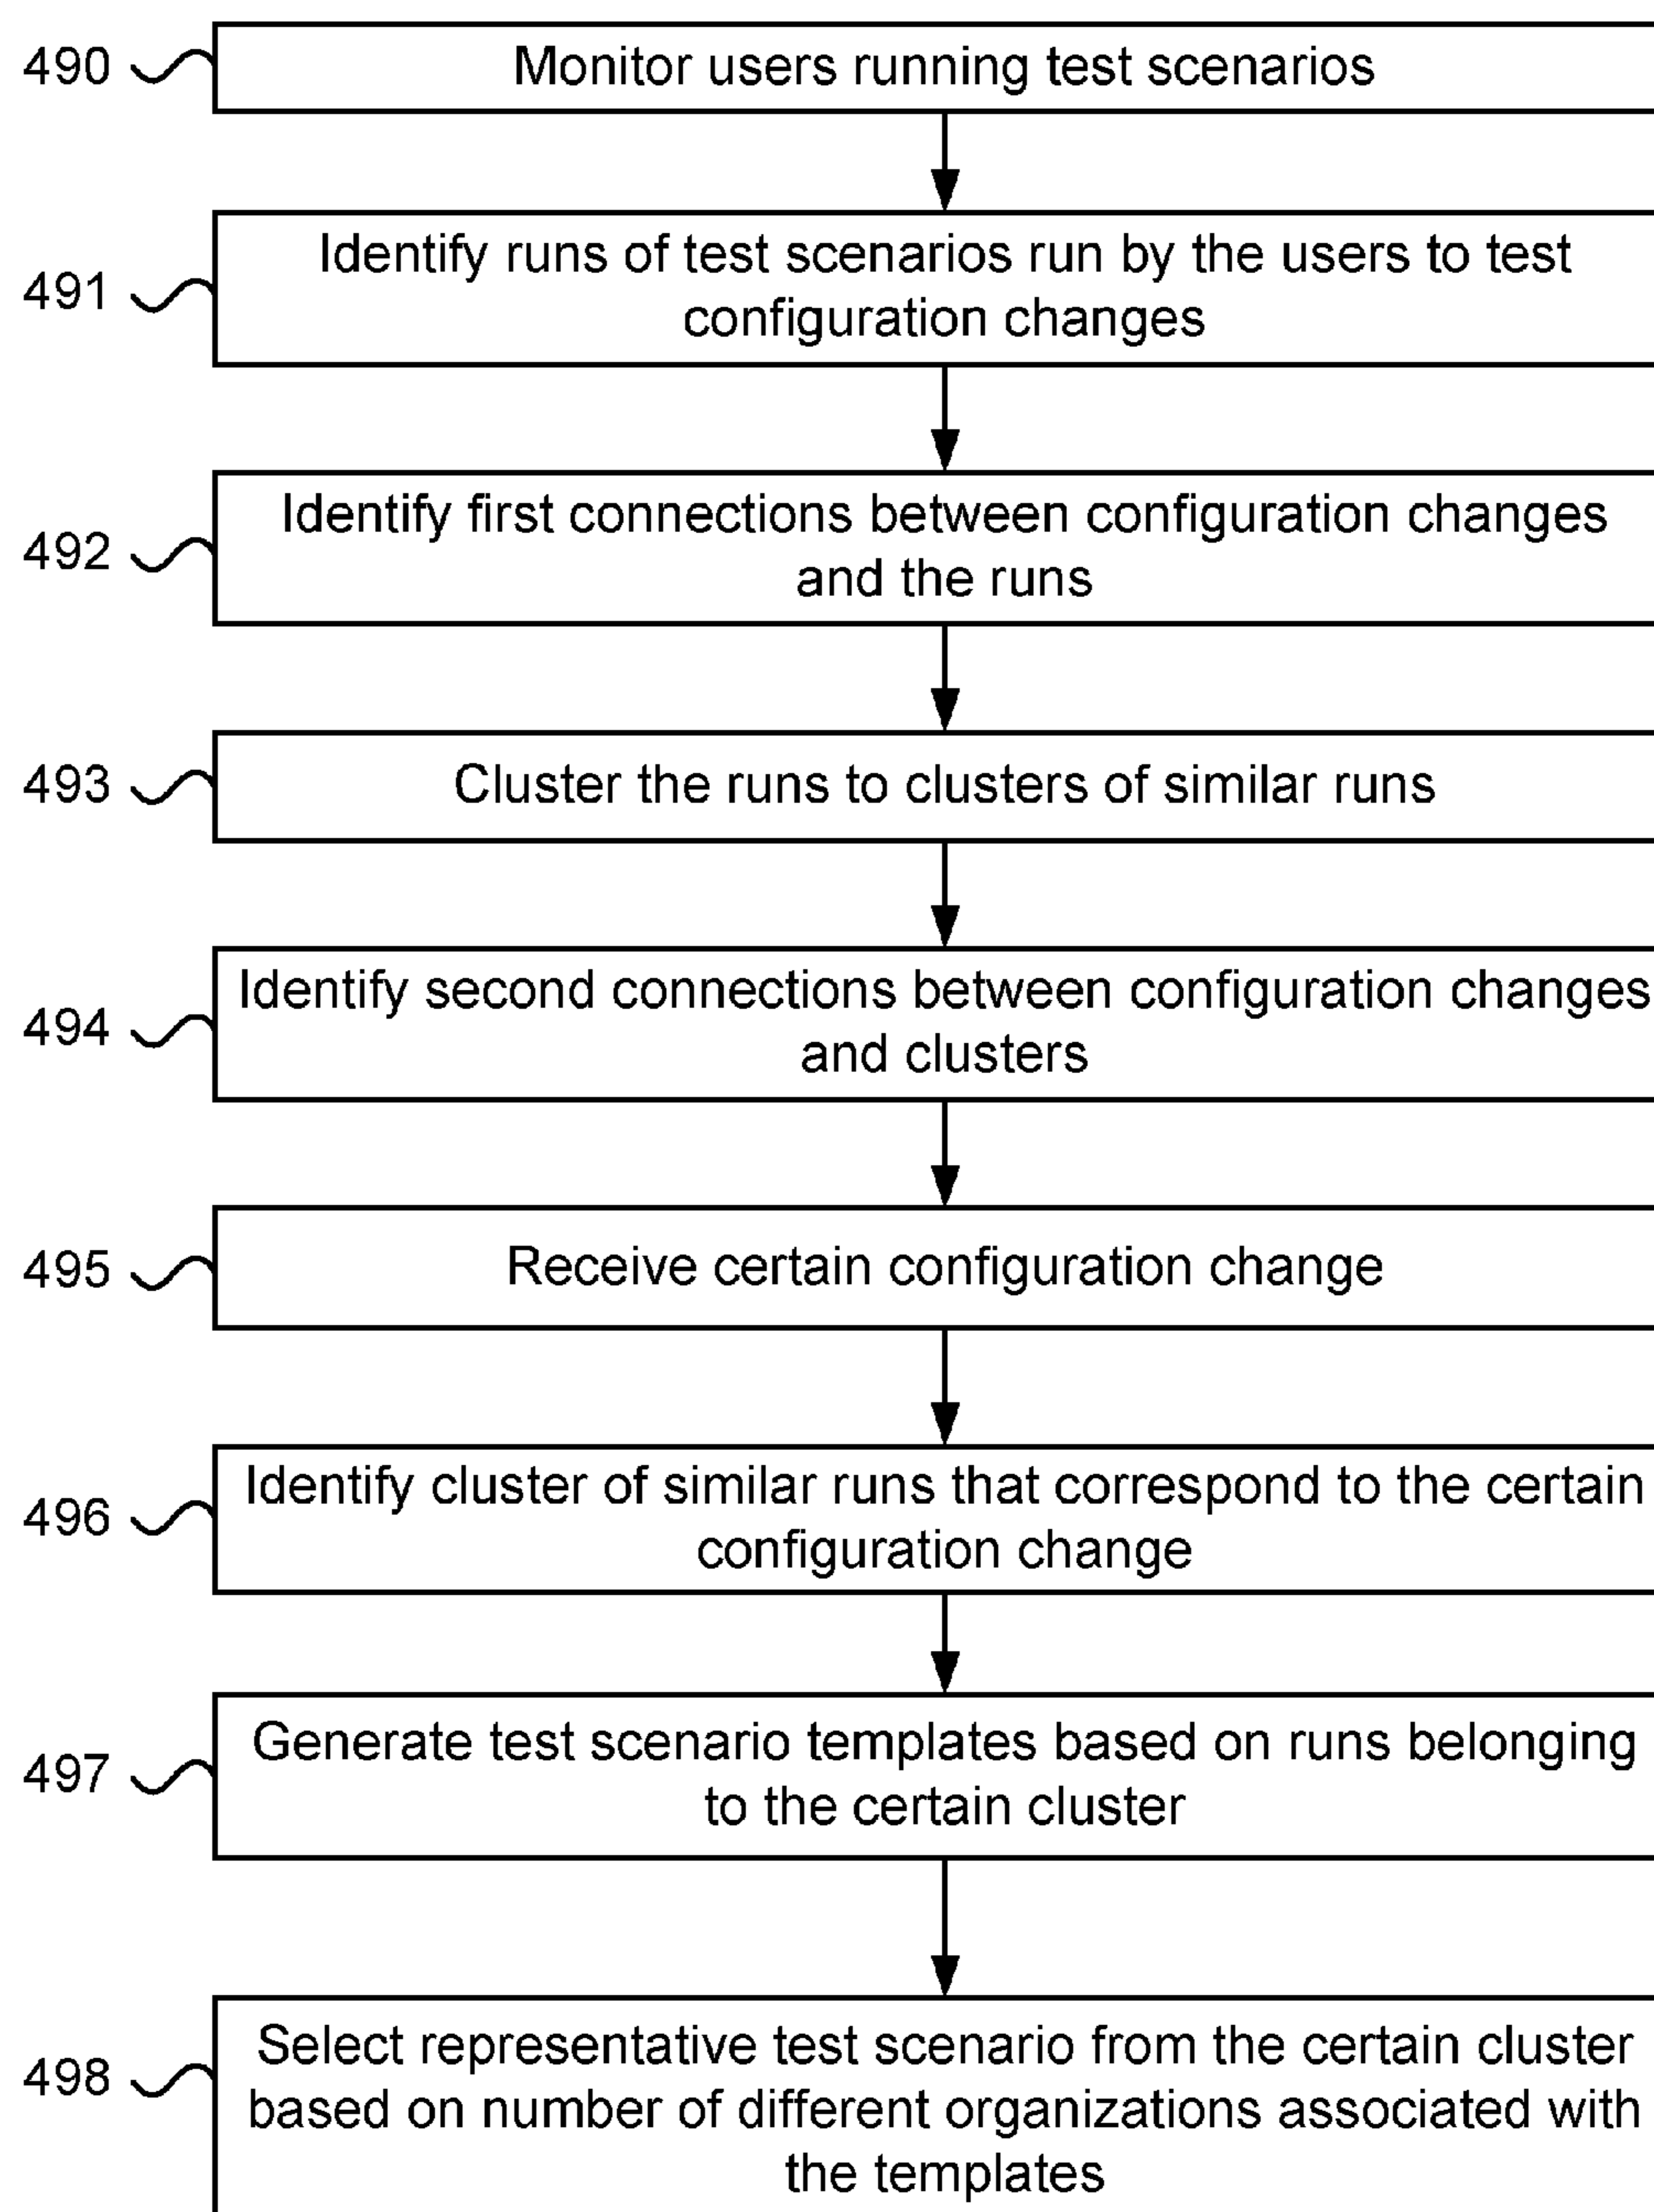 490
Monitor users running test scenarios
491
Identify runs of test scenarios run by the users to test
configuration changes
492
Identify first connections between configuration changes
and the runs
493
Cluster the runs to clusters of similar runs
494
Identify second connections between configuration changes
and clusters
495
Receive certain configuration change
496
Identify cluster of similar runs that correspond to the certain
configuration change
497
Generate test scenario templates based on runs belonging
to the certain cluster
498
Select representative test scenario from the certain cluster
based on number of different organizations associated with
the templates